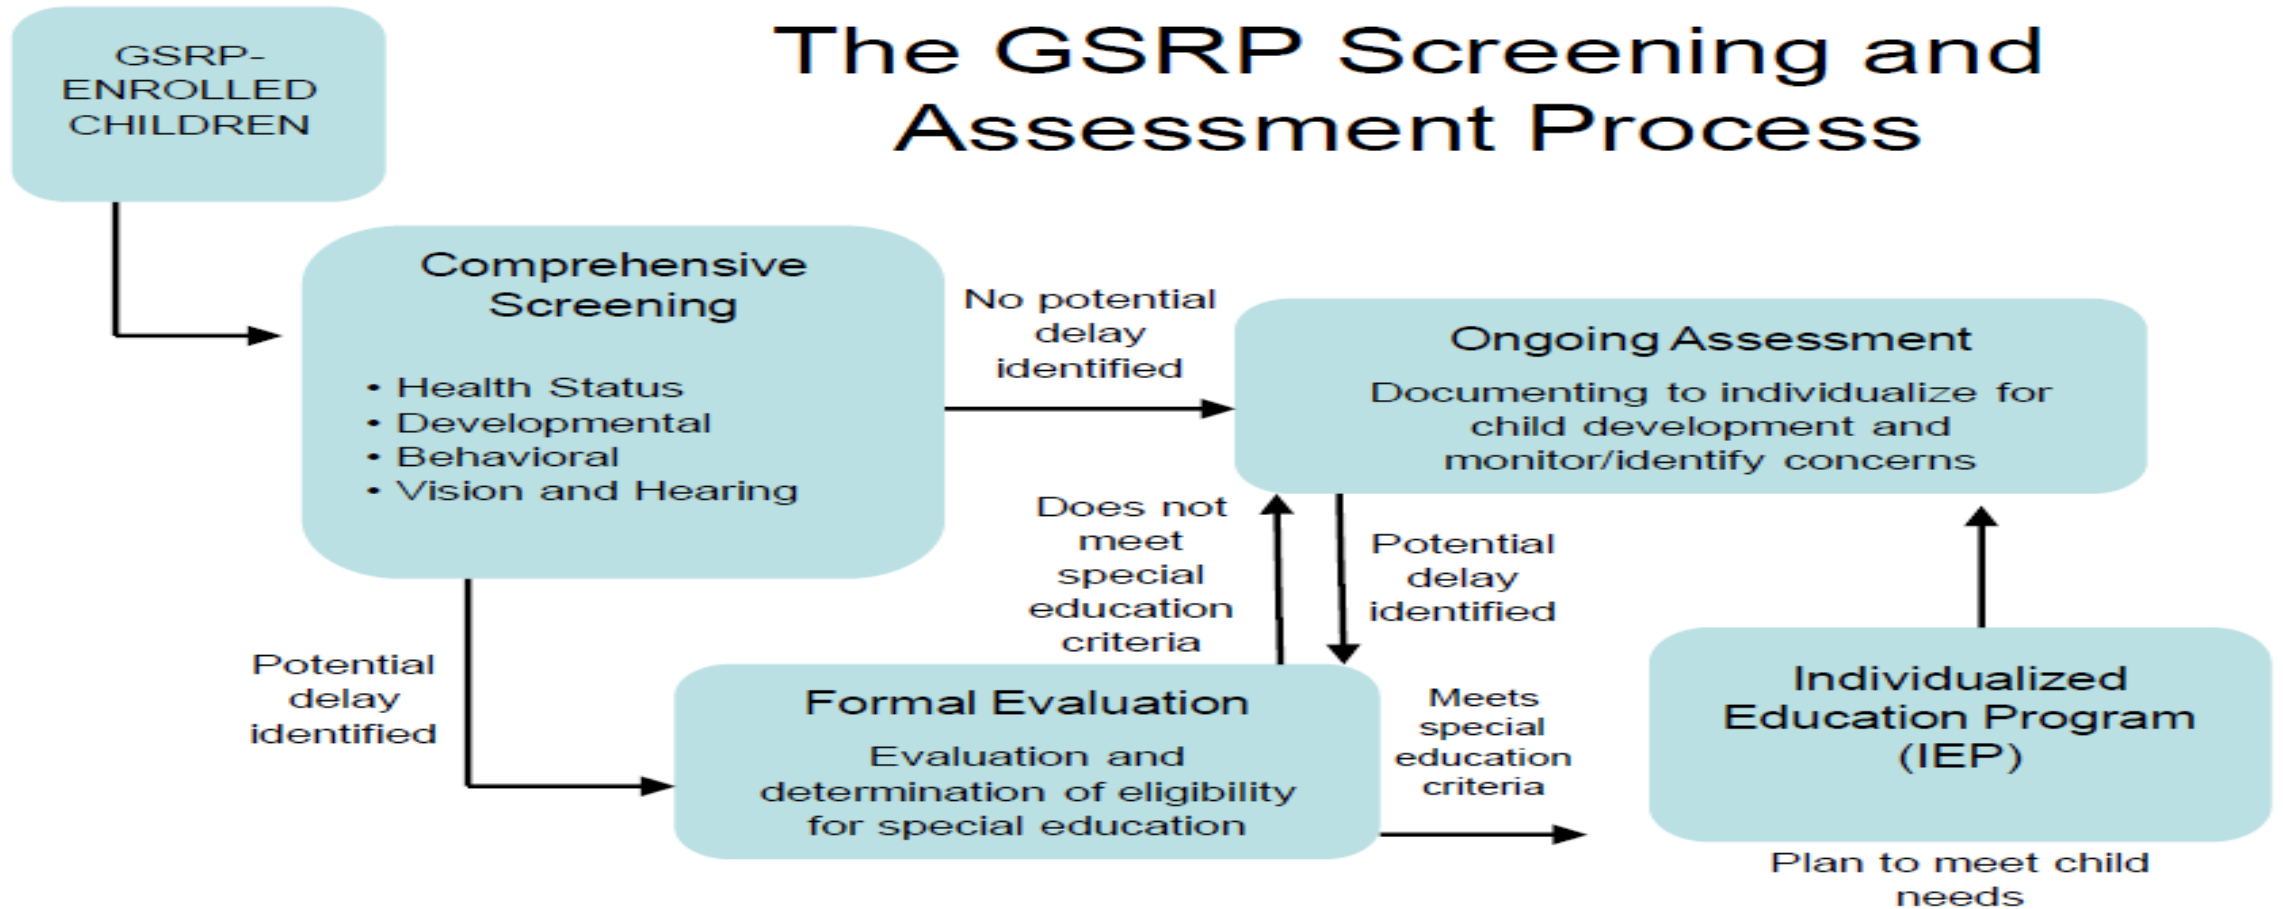 The GSRP Screening and
Assessment Process
GSRP-
ENROLLED
CHILDREN
Comprehensive
Screening
• Health Status
• Developmental
• Behavioral
• Vision and Hearing
No potential
delay
identified
Ongoing Assessment
Documenting to individualize for
child development and
monitor/identify concerns
Does not
meet
special
education
criteria
Potential
delay
identified
Potential
delay
identified
Formal Evaluation
Evaluation and
determination of eligibility
for special education
Meets
special
education
criteria
Individualized
Education Program
(IEP)
Plan to meet child
needs